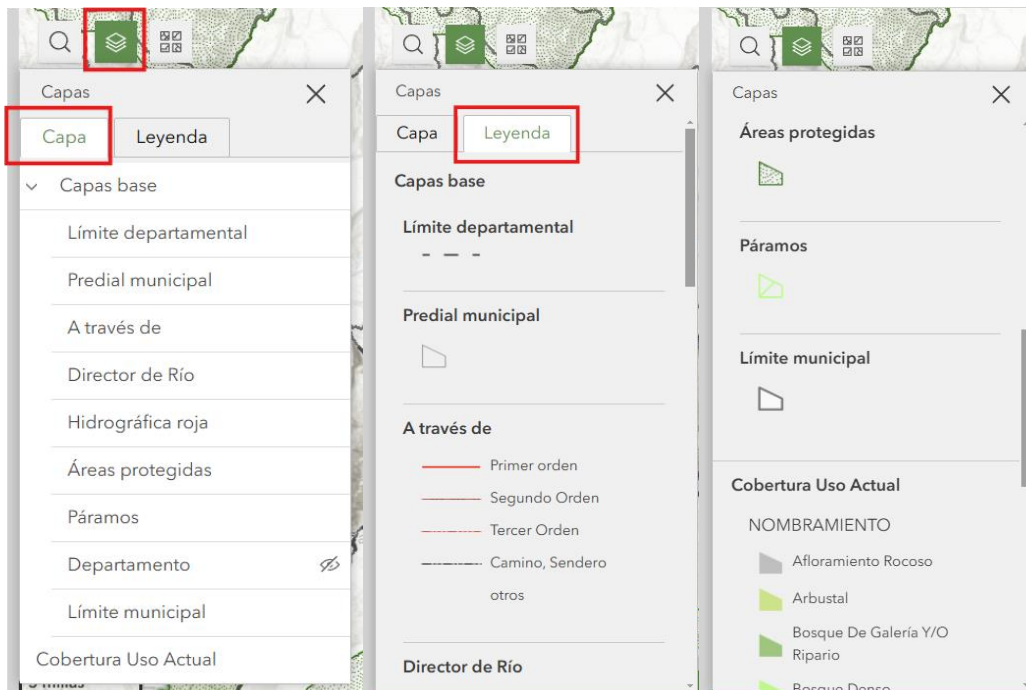 Capas
Capa
Leyenda
Capas base
Límite departamental
Predial municipal
A través de
Director de Río
Hidrográfica roja
Áreas protegidas
Páramos
Departamento
Límite municipal
Cobertura Uso Actual
Capas
Capa
Leyenda
Capas base
Límite departamental
Predial municipal
A través de
Primer orden
Segundo Orden
Tercer Orden
Camino, Sendero
otros
Director de Río
Capas
Áreas protegidas
Páramos
Límite municipal
Cobertura Uso Actual
NOMBRAMIENTO
Afloramiento Rocoso
Arbustal
Bosque De Galería Y/O
Ripario
Bosque Denso